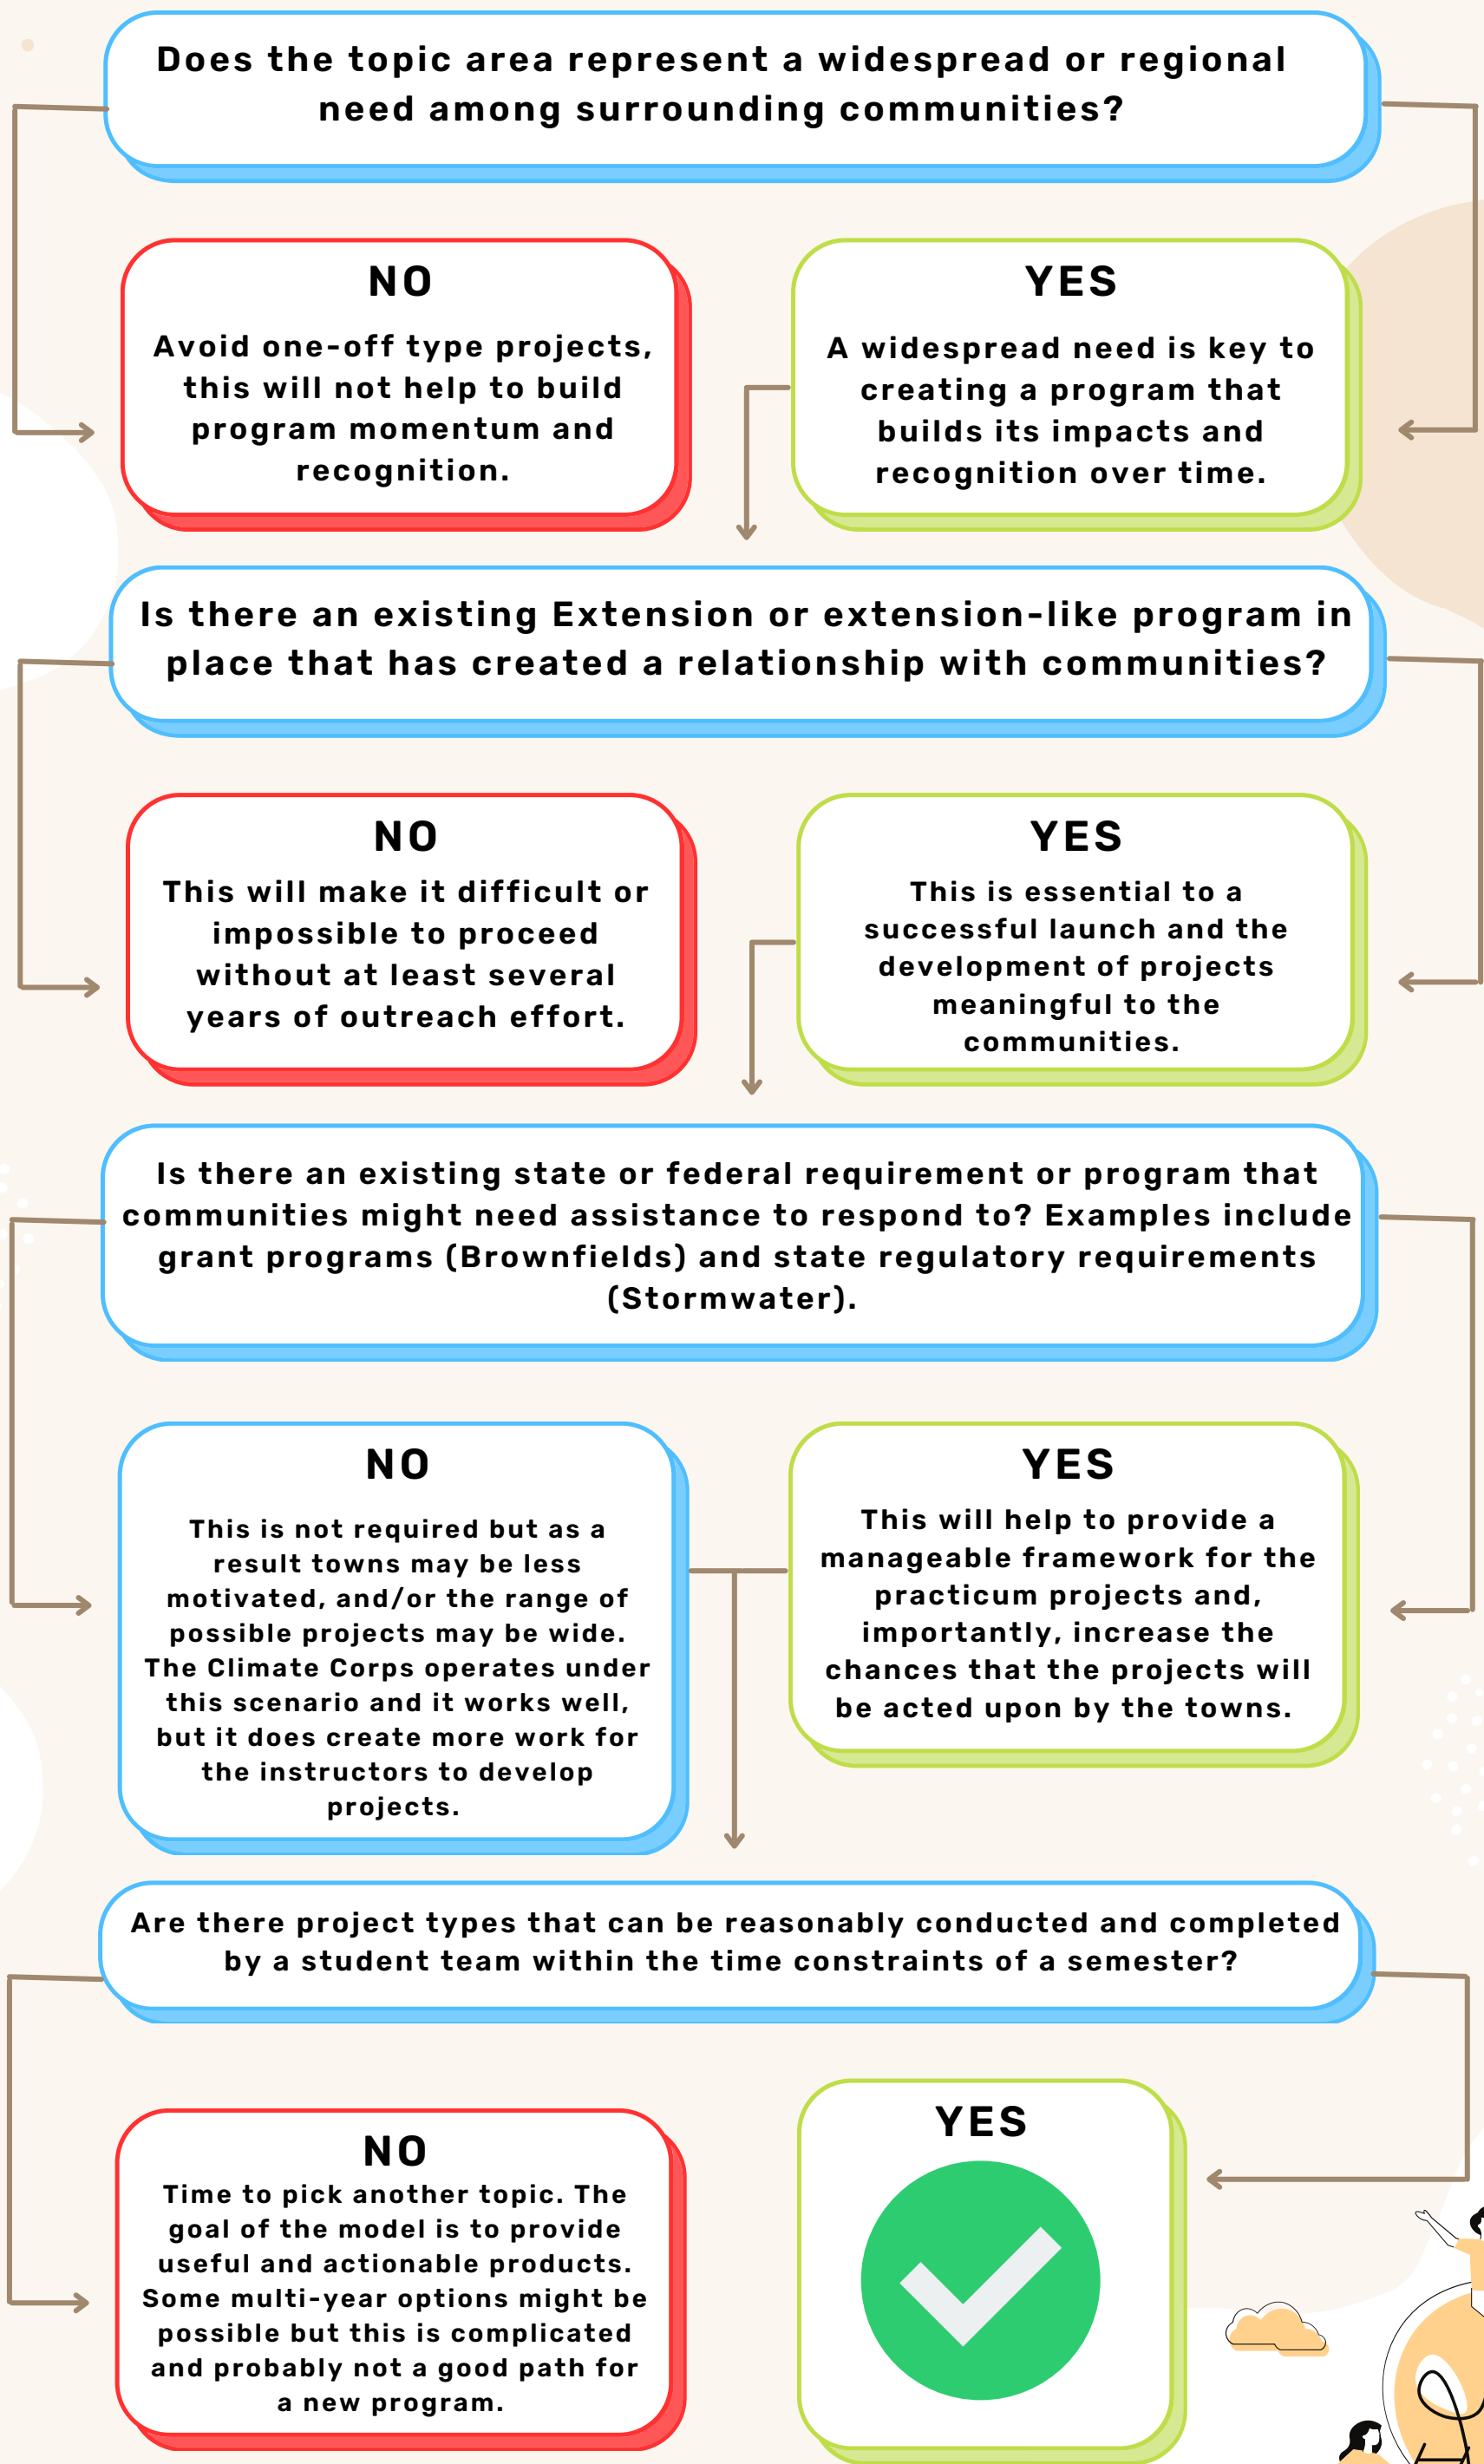 Does the topic area represent a widespread or regional
need among surrounding communities?
NO
Avoid one-off type projects,
this will not help to build
program momentum and
recognition.
YES
A widespread need is key to
creating a program that
builds its impacts and
recognition over time.
Is there an existing Extension or extension-like program in
place that has created a relationship with communities?
NO
This will make it difficult or
impossible to proceed
without at least several
years of outreach effort.
YES
This is essential to a
successful launch and the
development of projects
meaningful to the
communities.
Is there an existing state or federal requirement or program that
communities might need assistance to respond to? Examples include
grant programs (Brownfields) and state regulatory requirements
(Stormwater).
NO
This is not required but as a
result towns may be less
motivated, and/or the range of
possible projects may be wide.
The Climate Corps operates under
this scenario and it works well,
but it does create more work for
the instructors to develop
projects.
YES
This will help to provide a
manageable framework for the
practicum projects and,
importantly, increase the
chances that the projects will
be acted upon by the towns.
Are there project types that can be reasonably conducted and completed
by a student team within the time constraints of a semester?
NO
Time to pick another topic. The
goal of the model is to provide
useful and actionable products.
Some multi-year options might be
possible but this is complicated
and probably not a good path for
a new program.
YES